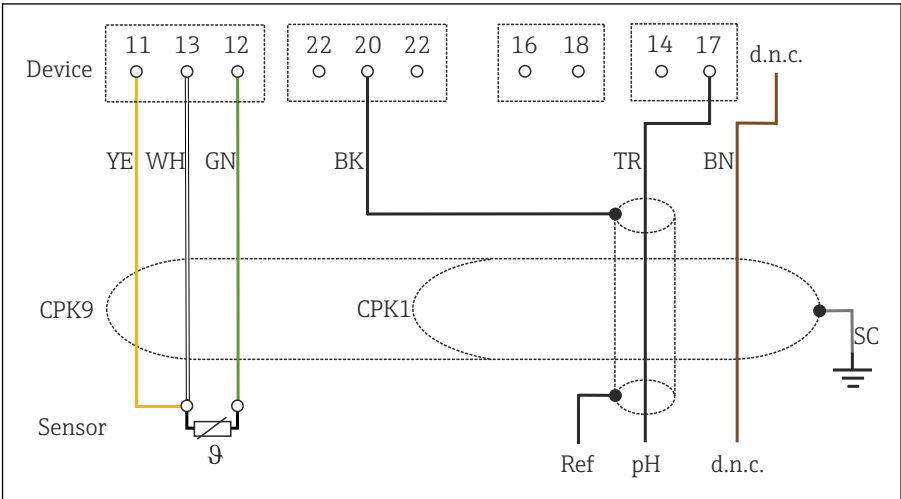 11 13 12 22 20 22 16 18 14 17 d.n.c.
Device
YE WH GN BK TR BN
CPK9 CPK1
SC
Sensor
ϑ Ref pH d.n.c.